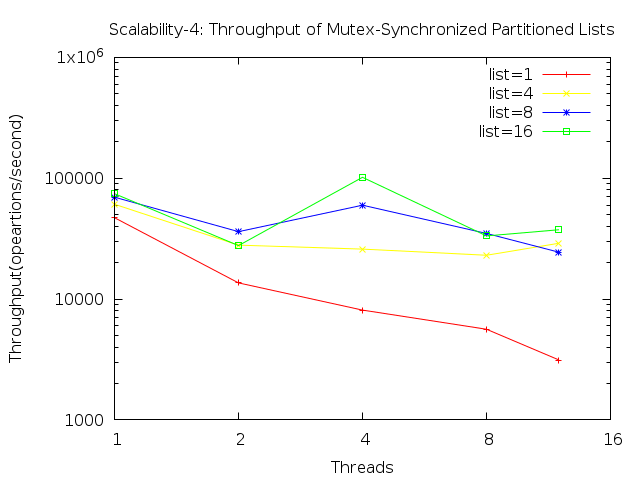 Scalability-4: Throughput of Mutex-Synchronized Partitioned Lists
1x10^6
100000
10000
1000
Throughput(opeartions/second)
list=1
list=4
list=8
list=16
1 2 4 8 16
Threads